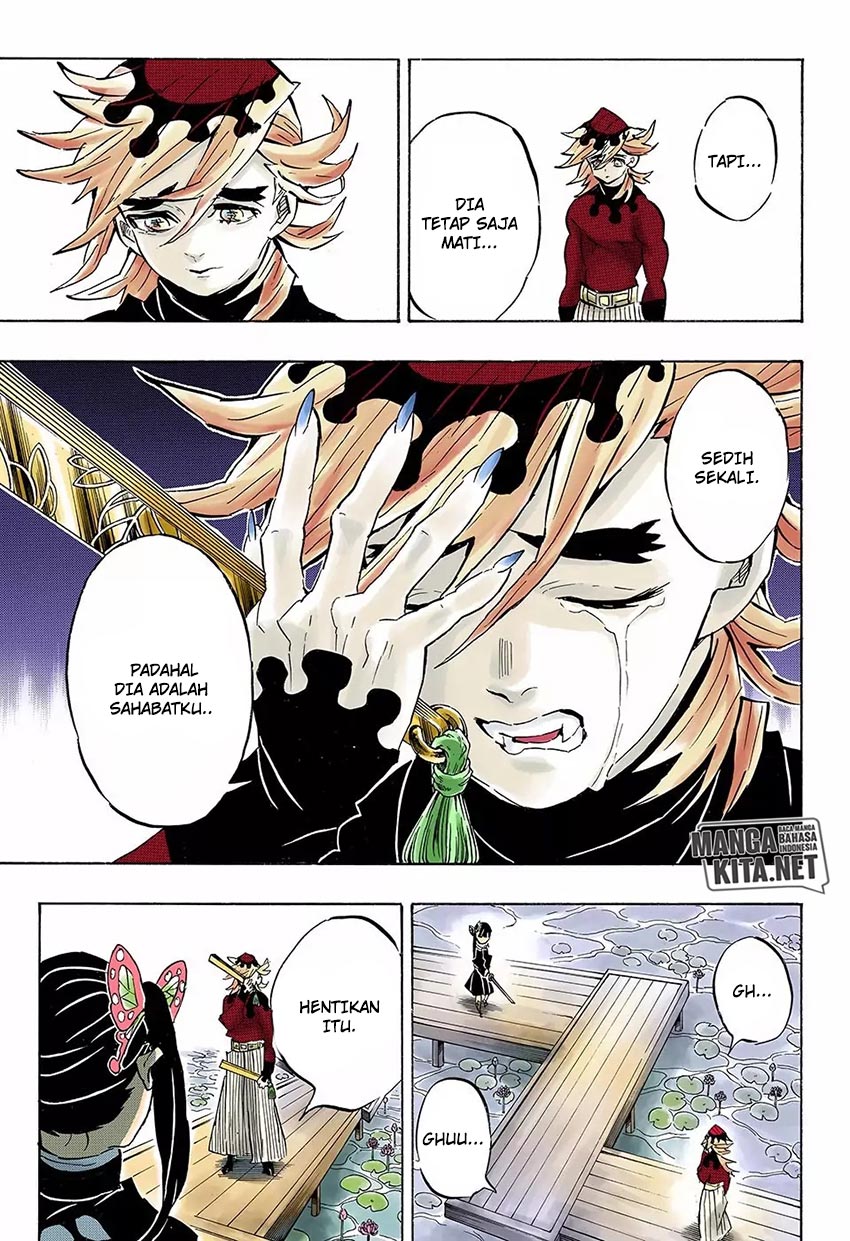 TAPI...
DIA
TETAP SAJA
MATI...
SEDIH
SEKALI.
PADAHAL
DIA ADALAH
SAHABATKU..
GH...
GHUU...
HENTIKAN
ITU.
MANGA
KITA.NET
BACA MANGA
BAHASA
INDONESIA